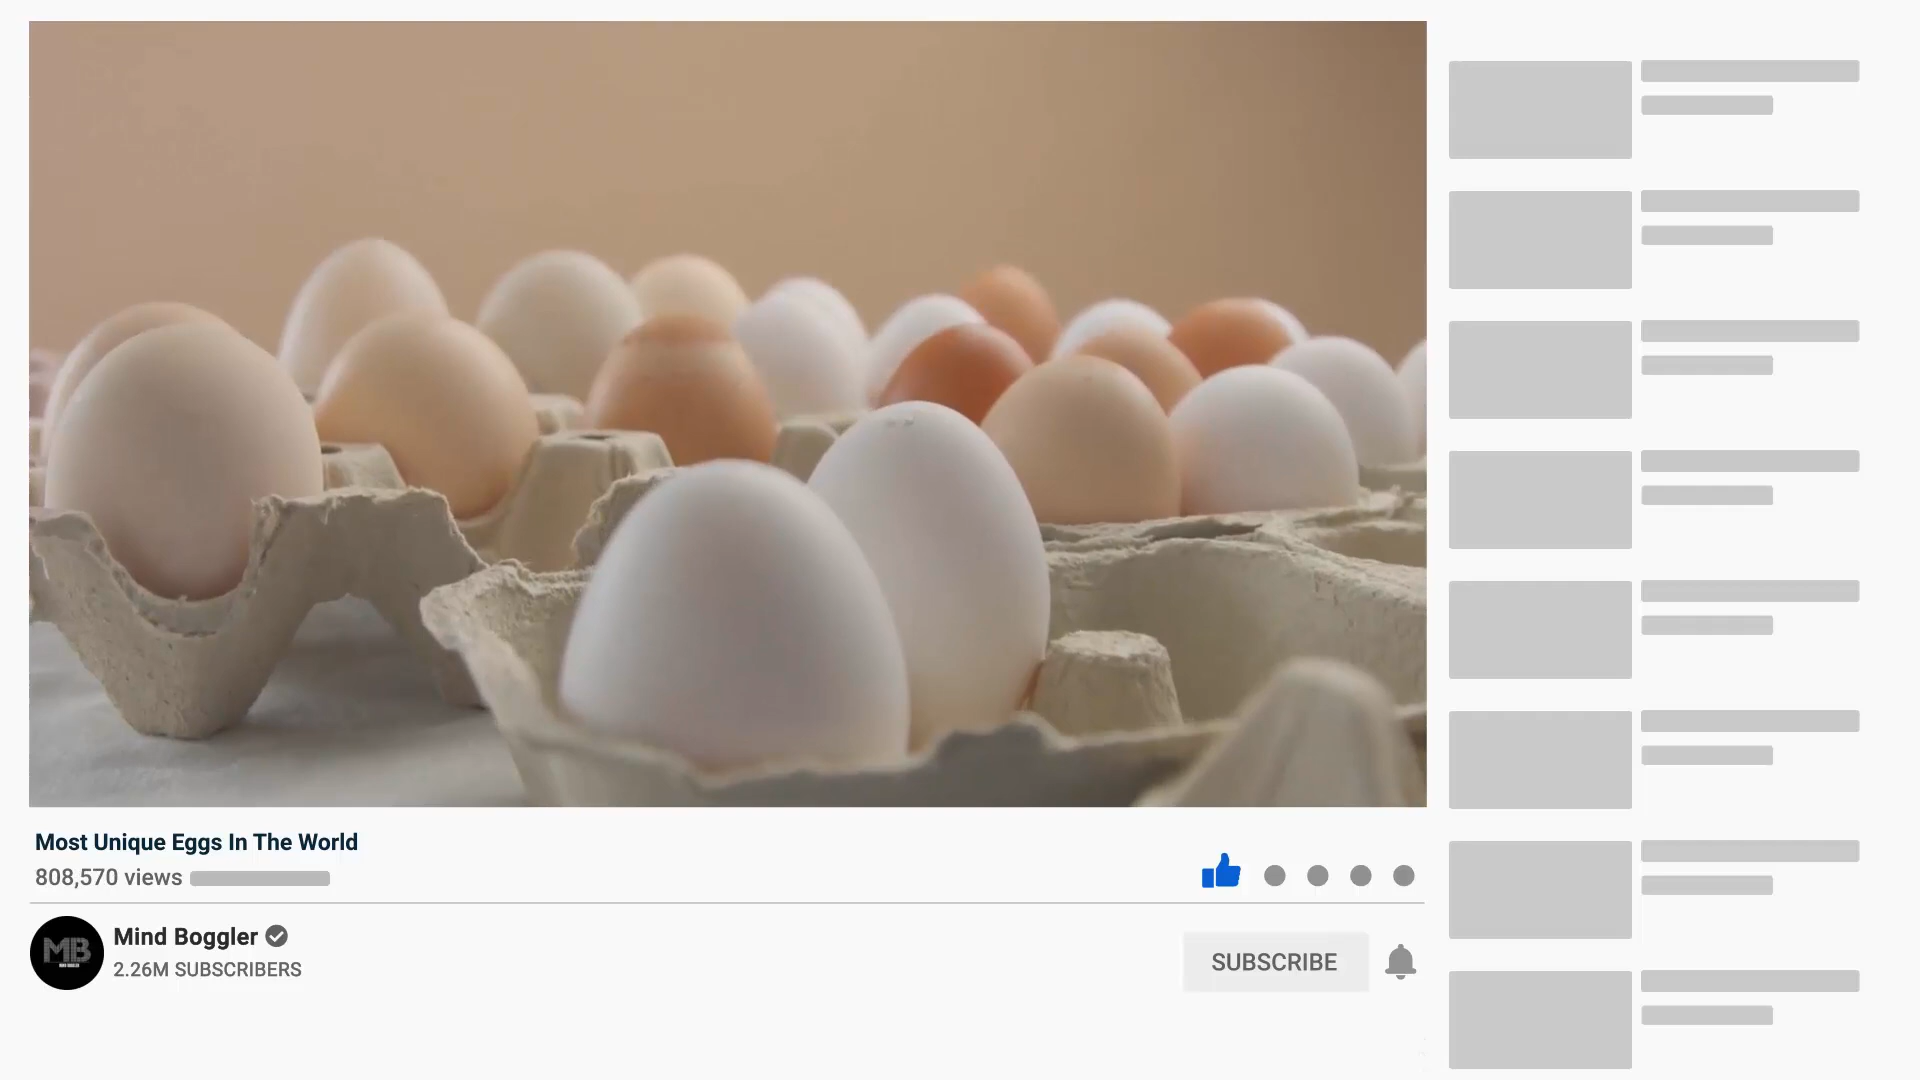 Most Unique Eggs In The World
808,570 views
MB
Mind Boggler
2.26M SUBSCRIBERS
SUBSCRIBE